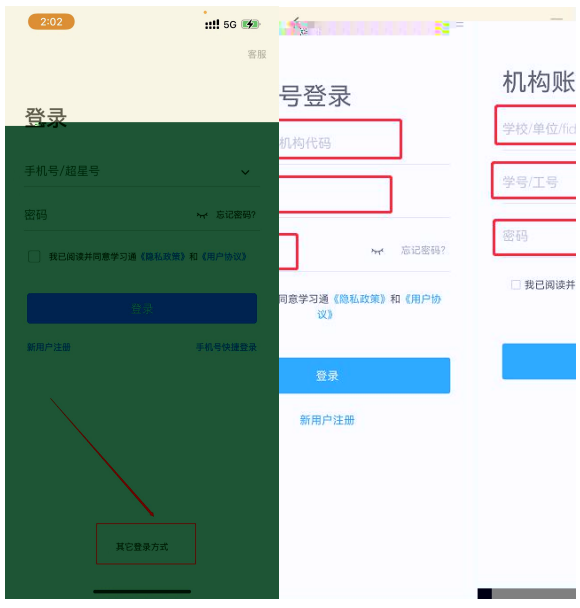 2:02
5G
客服
登录
手机号/超星号
密码
忘记密码?
我已阅读并同意学习通《隐私政策》和《用户协议》
登录
新用户注册
手机号快捷登录
其它登录方式
号登录
机构代码
忘记密码?
同意学习通《隐私政策》和《用户协
议》
登录
新用户注册
机构账
学校/单位/fid
学号/工号
密码
我已阅读并